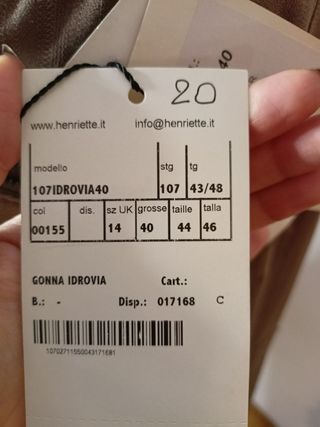 20
www.henriette.it info@henriette.it
modello stg tg
107IDROVIA40 107 43/48
col dis. sz UK grosse taille talla
00155 14 40 44 46
GONNA IDROVIA Cart.:
B.: - Disp.: 017168 C
10702711550043171681
40